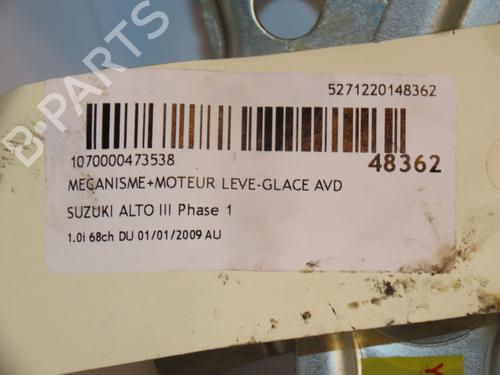 5271220148362
1070000473538
48362
MECANISME+MOTEUR LEVE-GLACE AVD
SUZUKI ALTO III Phase 1
1.0i 68ch DU 01/01/2009 AU
B-PARTS
Y